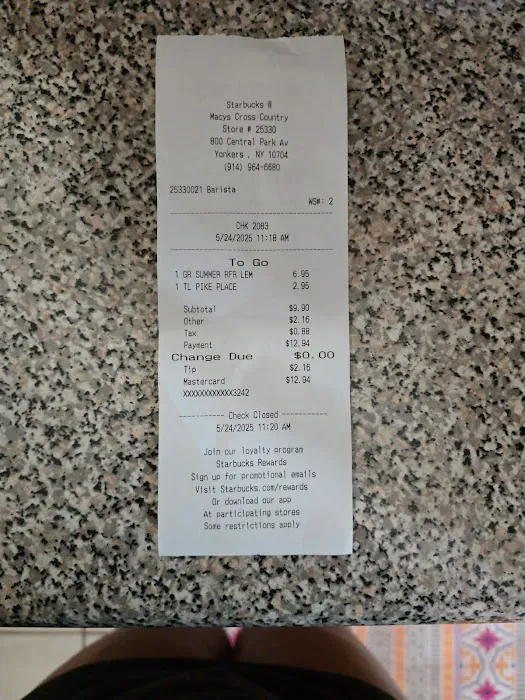 Starbucks @
Macys Cross Country
Store # 25330
800 Central Park Av
Yonkers , NY 10704
(914) 964-6680
25330021 Barista
WS#: 2
CHK 2083
5/24/2025 11:18 AM
To Go
1 GR SUMMER RFR LEM 6.95
1 TL PIKE PLACE 2.95
Subtotal $9.90
Other $2.16
Tax $0.88
Payment $12.94
Change Due $0.00
Tip $2.16
Mastercard $12.94
XXXXXXXXXXXX3242
------------ Check Closed ------------
5/24/2025 11:20 AM
Join our loyalty program
Starbucks Rewards
Sign up for promotional emails
Visit Starbucks.com/rewards
Or download our app
At participating stores
Some restrictions apply